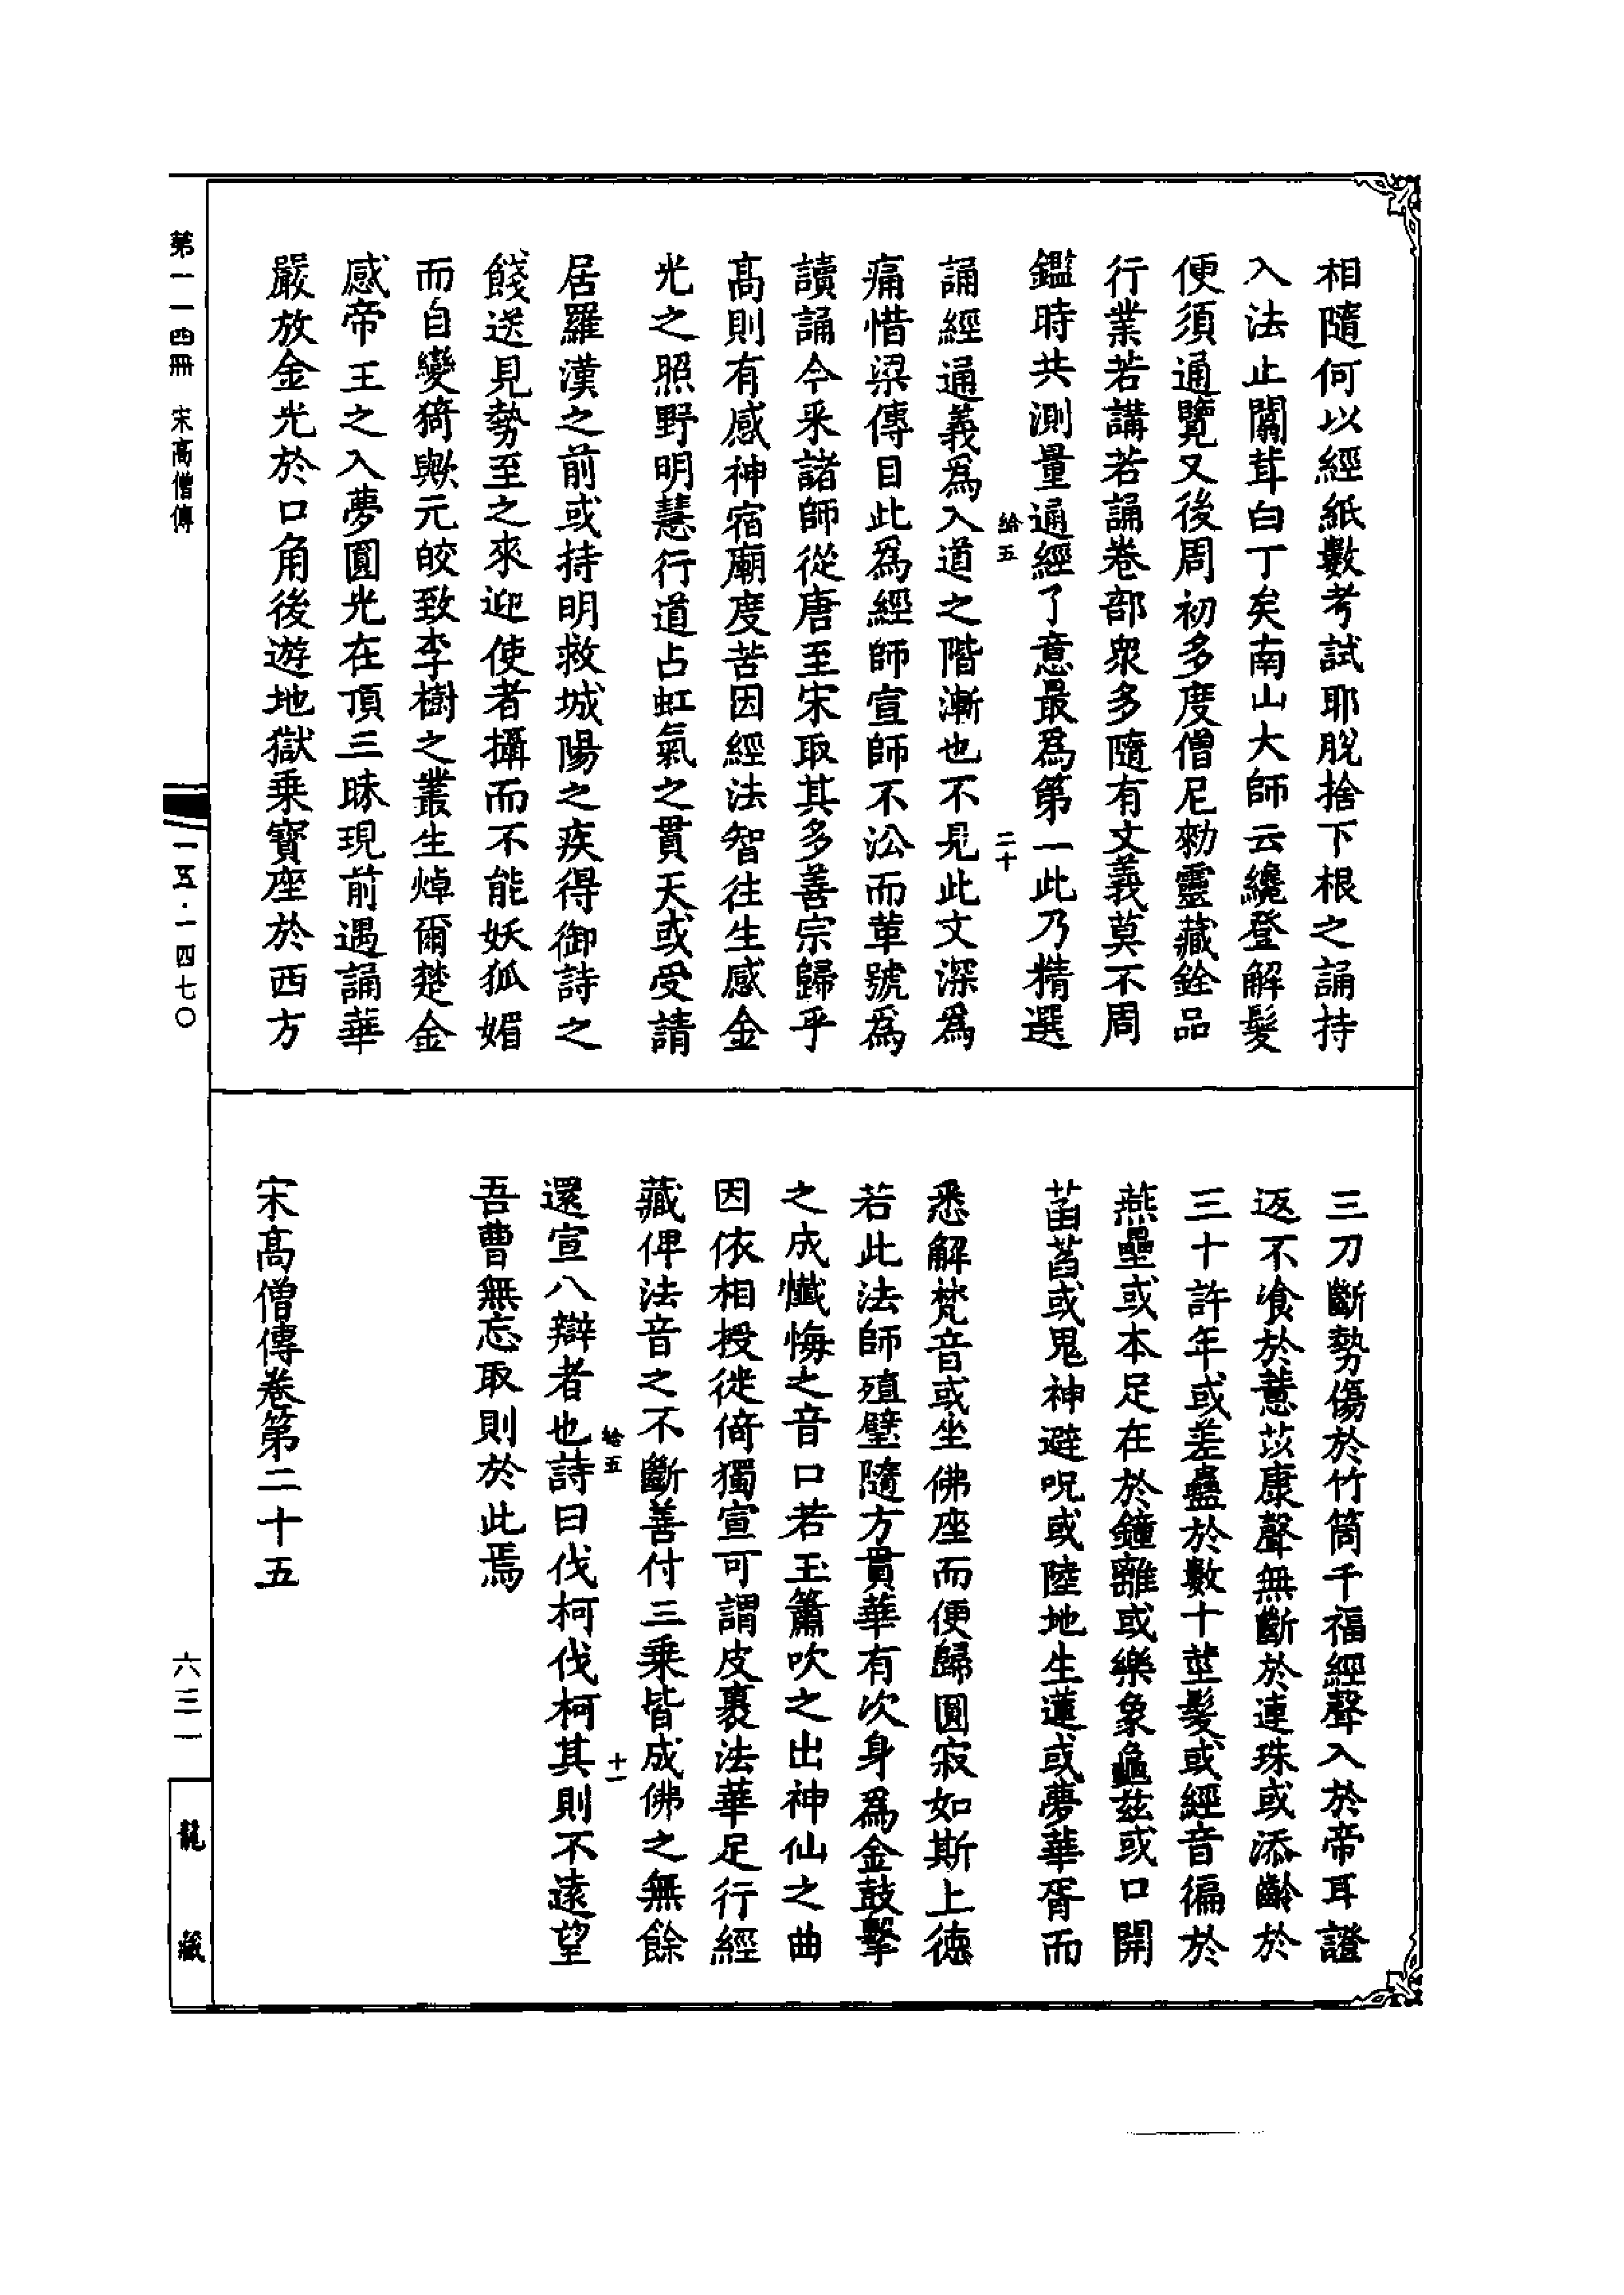 相隨何以經紙數考試耶脫捨下根之誦持
入法止關茸白丁矣南山大師云纔登解髮
便須通覽又後周初多度僧尼勑靈藏銓品
行業若講若誦卷部衆多隨有文義莫不周
鑑時共測量通經了意最爲第一此乃精選
給五 二十
誦經通義爲入道之階漸也不見此文深爲
痛惜梁傳目此爲經師宣師不沿而革號爲
讀誦今釆諸師從唐至宋取其多善宗歸乎
高則有感神宿廟度苦因經法智往生感金
光之照野明慧行道占虹氣之貫天或受請
居羅漢之前或持明救城陽之疾得御詩之
餞送見勢至之來迎使者攝而不能妖狐媚
而自變猗歟元皎致李樹之叢生焯爾楚金
感帝王之入夢圓光在頂三昧現前遇誦華
嚴放金光於口角後遊地獄乘寶座於西方
三刀斷勢傷於竹筒千福經聲入於帝耳證
返不飡於薏苡康聲無斷於連珠或添齡於
三十許年或差蠱於數十莖髮或經音徧於
燕壘或本足在於鐘離或樂象龜茲或口開
菡萏或鬼神避呪或陸地生蓮或夢華胥而
悉解梵音或坐佛座而便歸圓寂如斯上德
若此法師殖璧隨方貫華有次身爲金鼓擊
之成懺悔之音口若玉簫吹之出神仙之曲
因依相授徙倚獨宣可謂皮裹法華足行經
藏俾法音之不斷善付三乘皆成佛之無餘
還宣八辯者也詩曰伐柯伐柯其則不遠望
給五 十一
吾曹無忘取則於此焉
宋高僧傳卷第二十五
第一一四冊 宋高僧傳
一五·一四七〇
六三一
龍藏